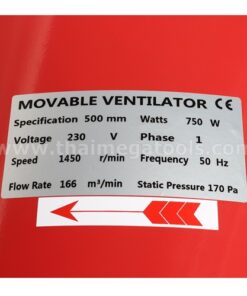 MOVABLE VENTILATOR CE
Specification 500 mm Watts 750 W
Voltage 230 V Phase 1
www.thaimegatools.com
Speed 1450 r/min Frequency 50 Hz
Flow Rate 166 m³/min Static Pressure 170 Pa